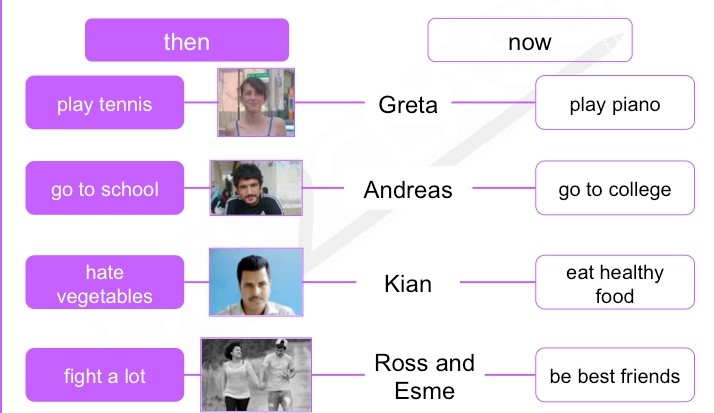 then
now
play tennis
Greta
play piano
go to school
Andreas
go to college
hate
vegetables
Kian
eat healthy
food
fight a lot
Ross and
Esme
be best friends